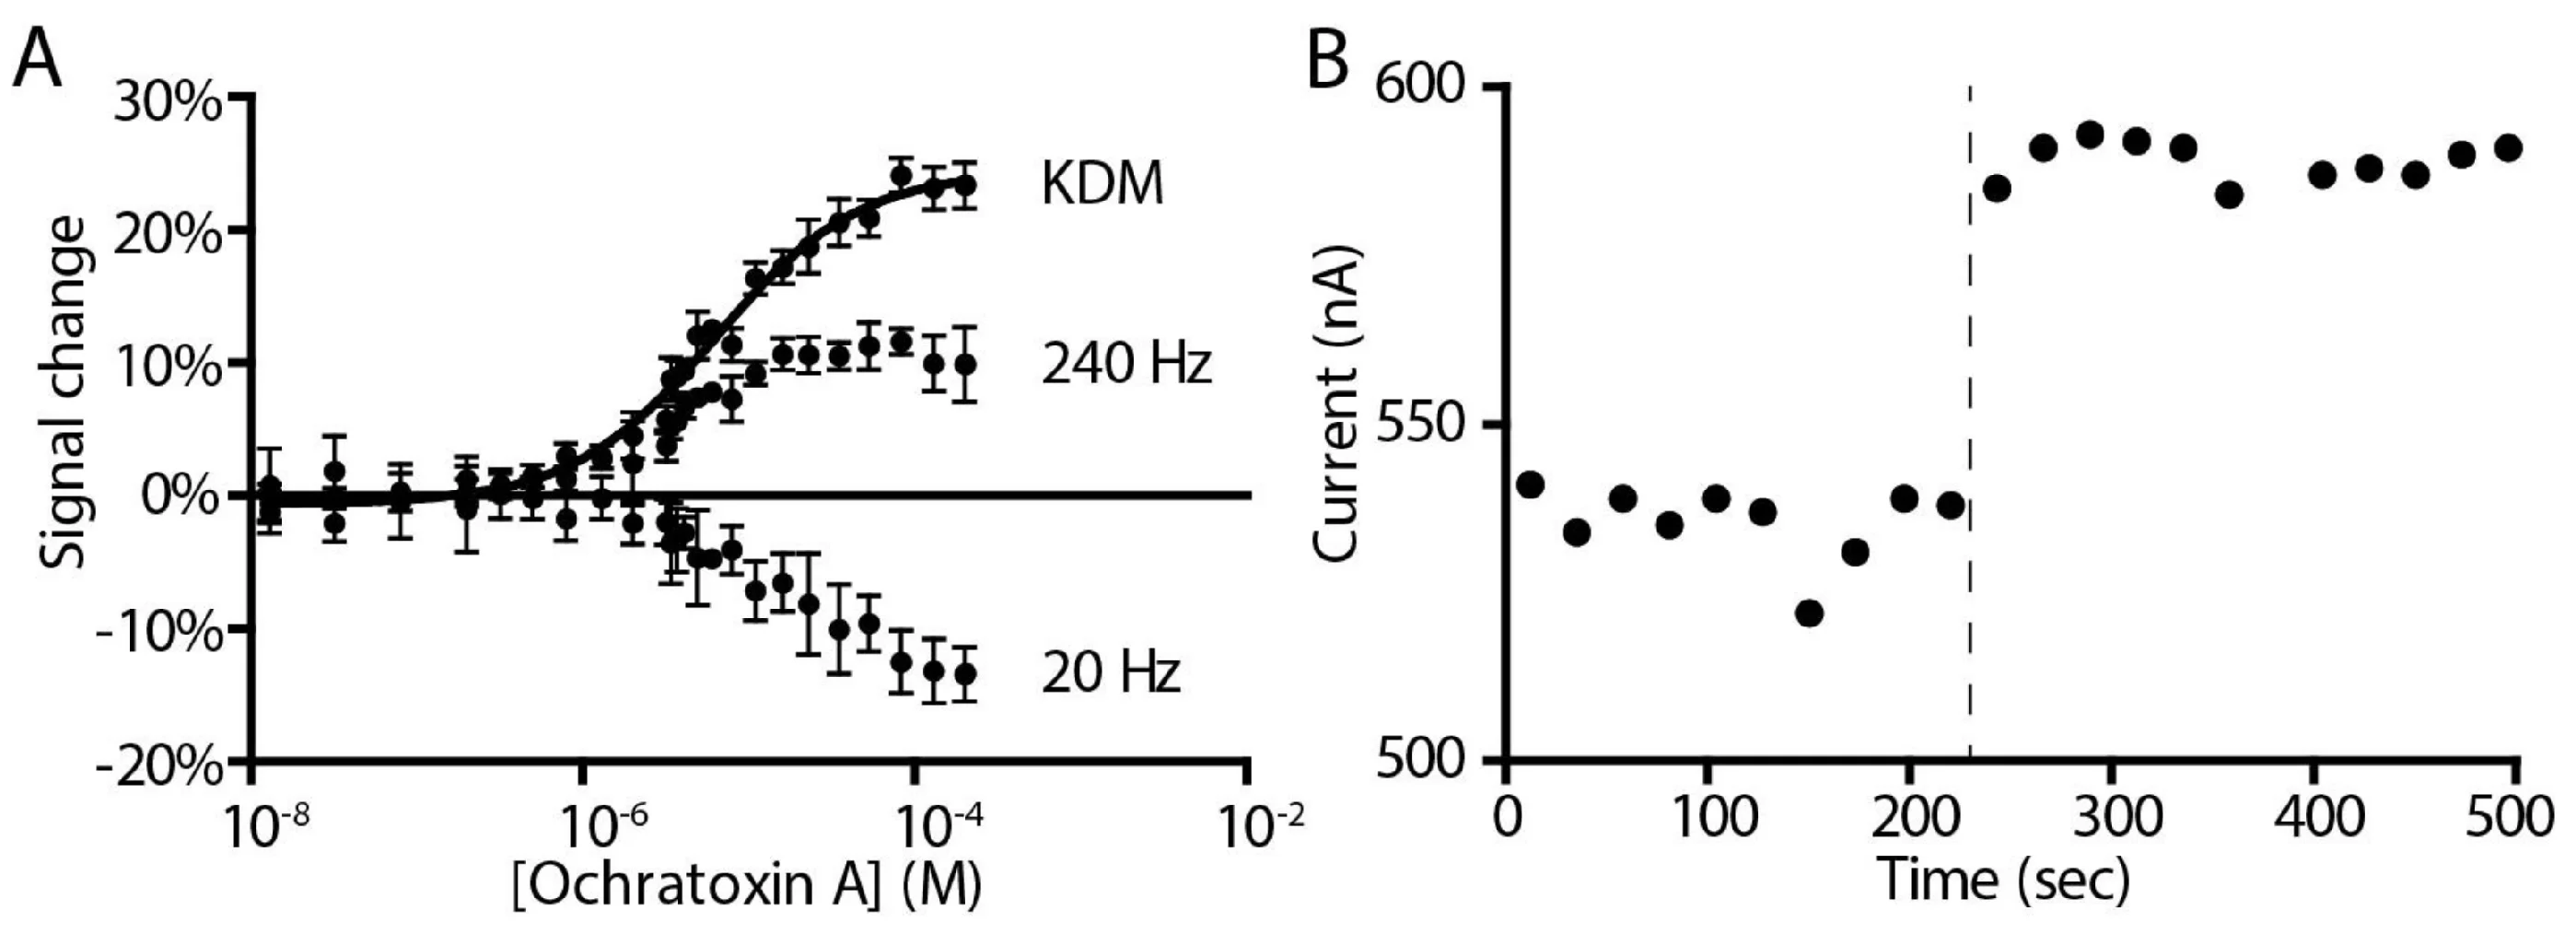 A
30%
20%
10%
0%
-10%
-20%
Signal change
KDM
240 Hz
20 Hz
10-8
10-6
10-4
10-2
[Ochratoxin A] (M)
B
600
550
500
Current (nA)
0
100
200
300
400
500
Time (sec)